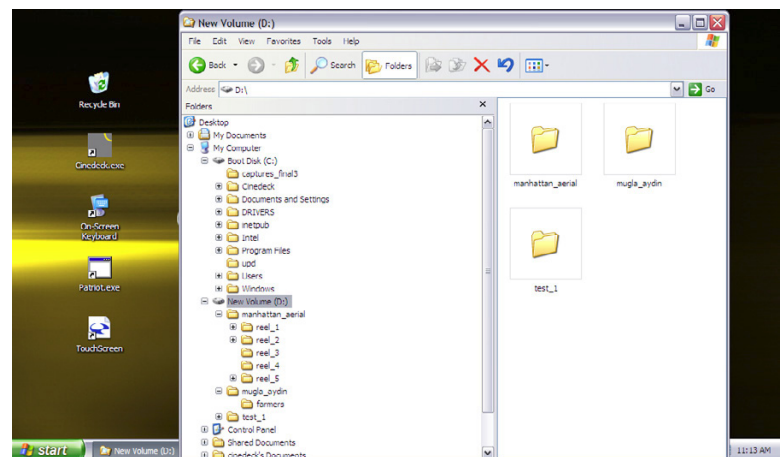 New Volume (D:)
File Edit View Favorites Tools Help
Back Search Folders
Address D:\ Go
Folders
Desktop
My Documents
My Computer
Boot Disk (C:)
captures_final3
Cinedeck
Documents and Settings
DRIVERS
inetpub
Intel
Program Files
upd
Users
Windows
New Volume (D:)
manhattan_aerial
reel_1
reel_2
reel_3
reel_4
reel_5
mugla_aydin
farmers
test_1
Control Panel
Shared Documents
cinedeck's Documents
manhattan_aerial
mugla_aydin
test_1
Recycle Bin
Cinedeck.exe
On-Screen
Keyboard
Patriot.exe
TouchScreen
start
New Volume (D:)
11:13 AM